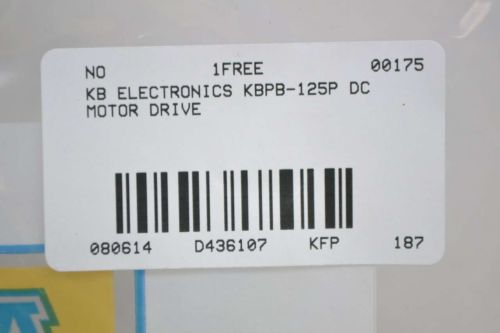 NO 1FREE 00175
KB ELECTRONICS KBPB-125P DC
MOTOR DRIVE
080614 D436107 KFP 187